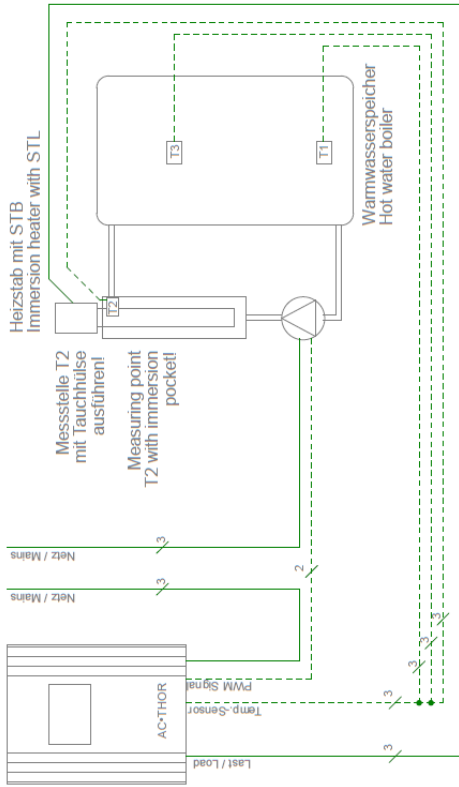 Heizstab mit STB
Immersion heater with STL
Messstelle T2
mit Tauchhülse
ausführen!
Measuring point
T2 with immersion
pocket!
T3
T1
T2
Warmwasserspeicher
Hot water boiler
Netz / Mains
3
Netz / Mains
3
2
AC•THOR
PWM Signal
Temp.-Sensor
Last / Load
3
3
3
3
3